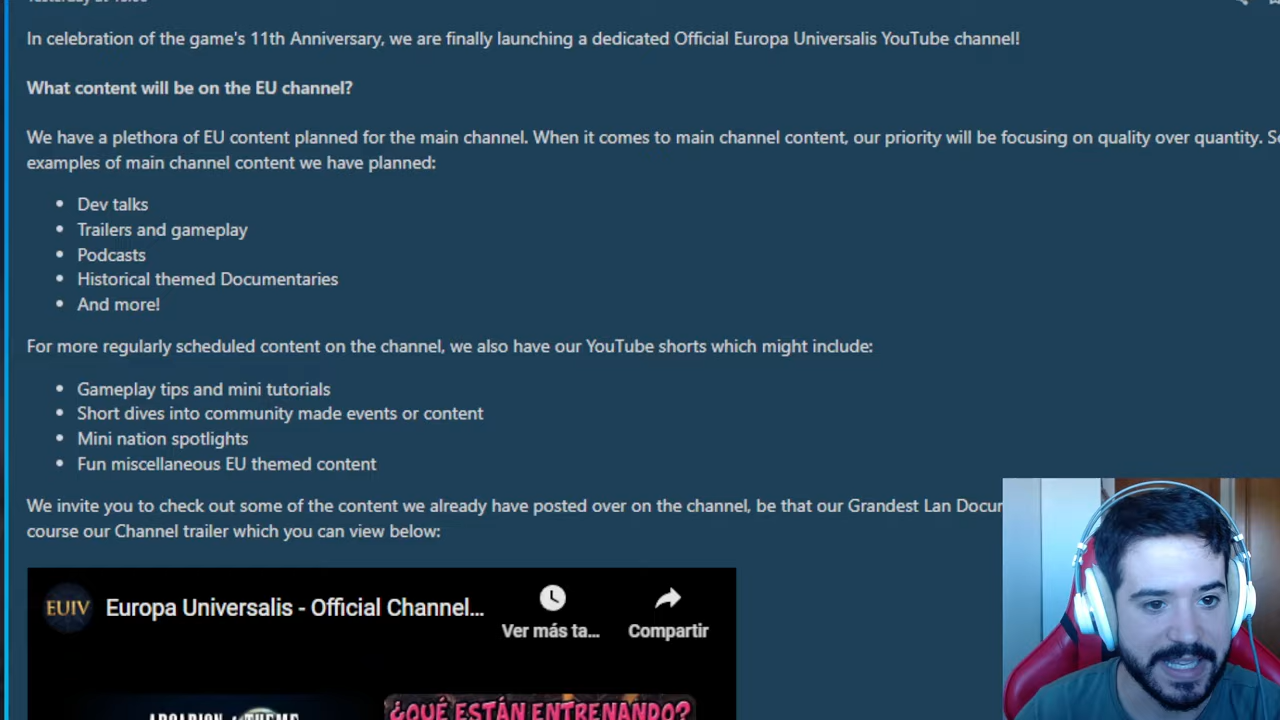 In celebration of the game's 11th Anniversary, we are finally launching a dedicated Official Europa Universalis YouTube channel!
What content will be on the EU channel?
We have a plethora of EU content planned for the main channel. When it comes to main channel content, our priority will be focusing on quality over quantity.
examples of main channel content we have planned:
• Dev talks
• Trailers and gameplay
• Podcasts
• Historical themed Documentaries
• And more!
For more regularly scheduled content on the channel, we also have our YouTube shorts which might include:
• Gameplay tips and mini tutorials
• Short dives into community made events or content
• Mini nation spotlights
• Fun miscellaneous EU themed content
We invite you to check out some of the content we already have posted over on the channel, be that our Grandest Lan
course our Channel trailer which you can view below:
EUIV Europa Universalis - Official Channel...
Ver más ta... Compartir
¿QUÉ ESTÁN ENTRENANDO?